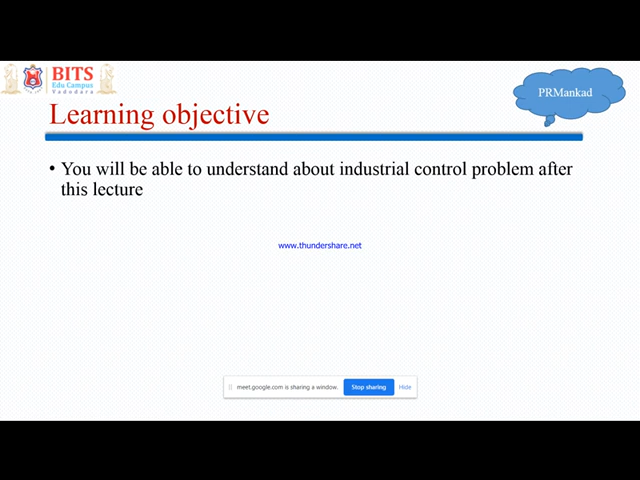 BITS
Edu Campus
Vadodara
PRMankad
Learning objective
• You will be able to understand about industrial control problem after
this lecture
www.thundershare.net
meet.google.com is sharing a window.
Stop sharing
Hide